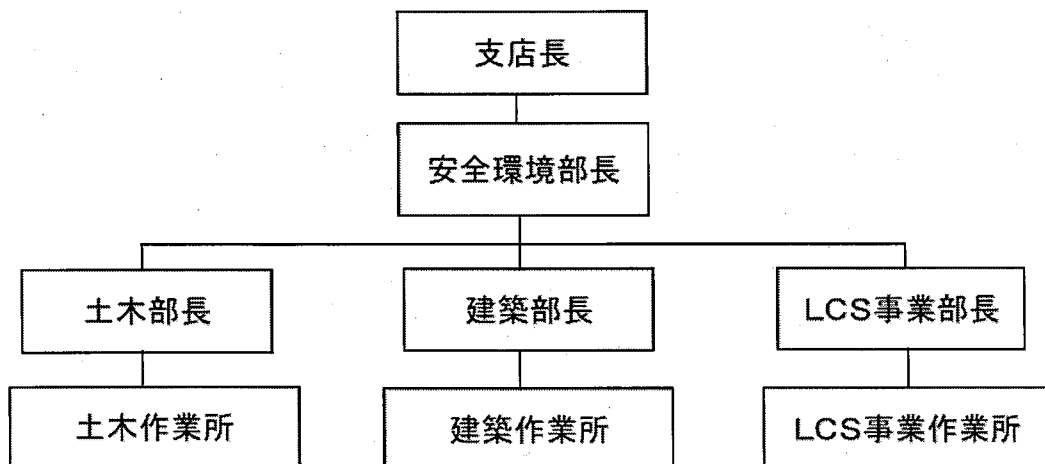 支店長
安全環境部長
土木部長
建築部長
LCS事業部長
土木作業所
建築作業所
LCS事業作業所